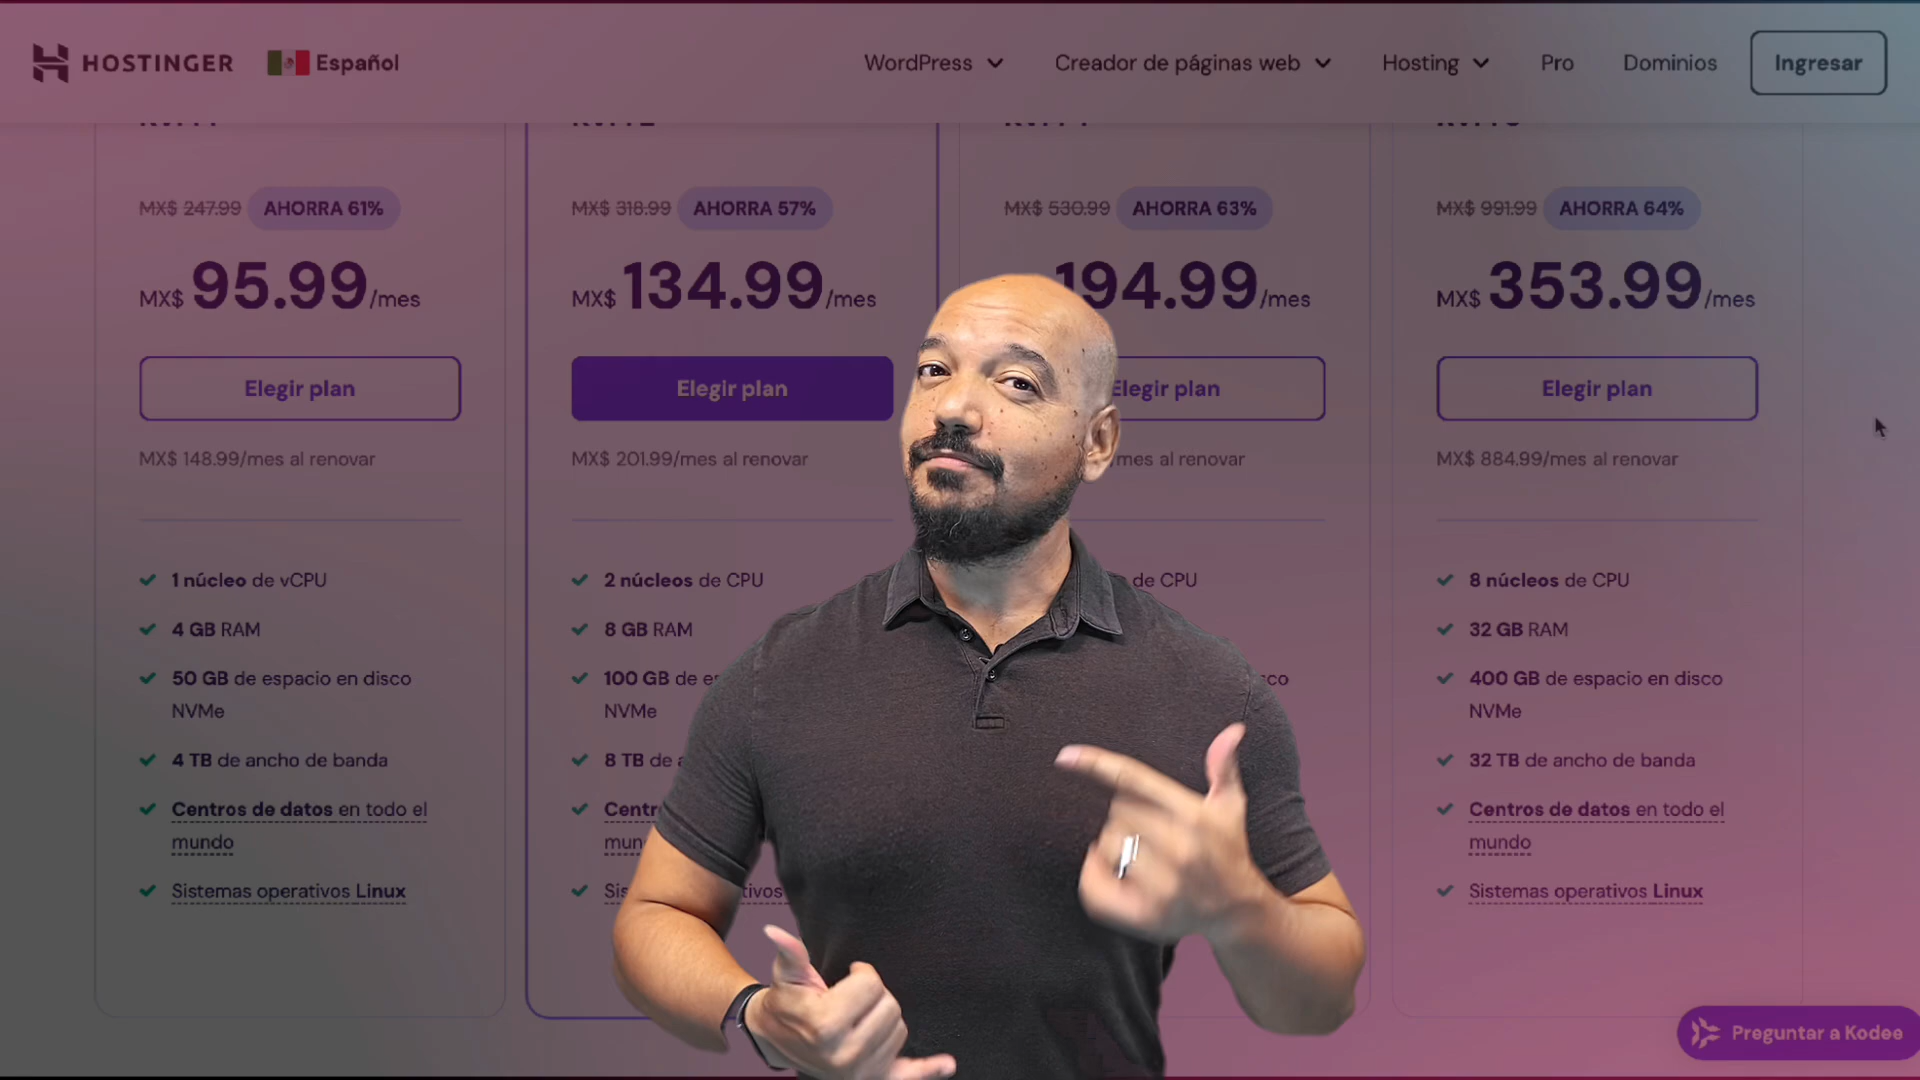 HOSTINGER
Español
WordPress
Creador de páginas web
Hosting
Pro
Dominios
Ingresar
MX$ 247.99 AHORRA 61%
MX$ 95.99/mes
Elegir plan
MX$ 148.99/mes al renovar
1 núcleo de vCPU
4 GB RAM
50 GB de espacio en disco
NVMe
4 TB de ancho de banda
Centros de datos en todo el
mundo
Sistemas operativos Linux
MX$ 318.99 AHORRA 57%
MX$ 134.99/mes
Elegir plan
MX$ 201.99/mes al renovar
2 núcleos de CPU
8 GB RAM
100 GB de
NVMe
8 TB de
MX$ 530.99 AHORRA 63%
194.99/mes
Elegir plan
/mes al renovar
de CPU
MX$ 991.99 AHORRA 64%
MX$ 353.99/mes
Elegir plan
MX$ 884.99/mes al renovar
8 núcleos de CPU
32 GB RAM
400 GB de espacio en disco
NVMe
32 TB de ancho de banda
Centros de datos en todo el
mundo
Sistemas operativos Linux
Preguntar a Kodee